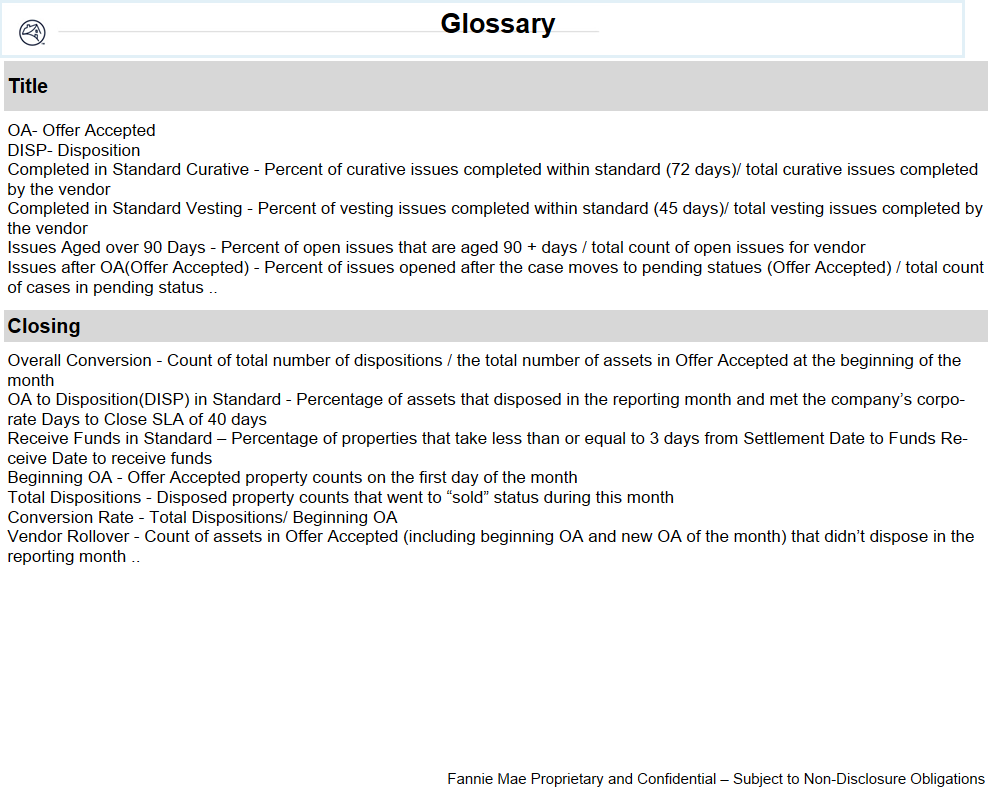 Glossary
Title
OA- Offer Accepted
DISP- Disposition
Completed in Standard Curative - Percent of curative issues completed within standard (72 days)/ total curative issues completed
by the vendor
Completed in Standard Vesting - Percent of vesting issues completed within standard (45 days)/ total vesting issues completed by
the vendor
Issues Aged over 90 Days - Percent of open issues that are aged 90 + days / total count of open issues for vendor
Issues after OA(Offer Accepted) - Percent of issues opened after the case moves to pending statues (Offer Accepted) / total count
of cases in pending status ..
Closing
Overall Conversion - Count of total number of dispositions / the total number of assets in Offer Accepted at the beginning of the
month
OA to Disposition(DISP) in Standard - Percentage of assets that disposed in the reporting month and met the company’s corpo-
rate Days to Close SLA of 40 days
Receive Funds in Standard – Percentage of properties that take less than or equal to 3 days from Settlement Date to Funds Re-
ceive Date to receive funds
Beginning OA - Offer Accepted property counts on the first day of the month
Total Dispositions - Disposed property counts that went to “sold” status during this month
Conversion Rate - Total Dispositions/ Beginning OA
Vendor Rollover - Count of assets in Offer Accepted (including beginning OA and new OA of the month) that didn’t dispose in the
reporting month ..
Fannie Mae Proprietary and Confidential – Subject to Non-Disclosure Obligations